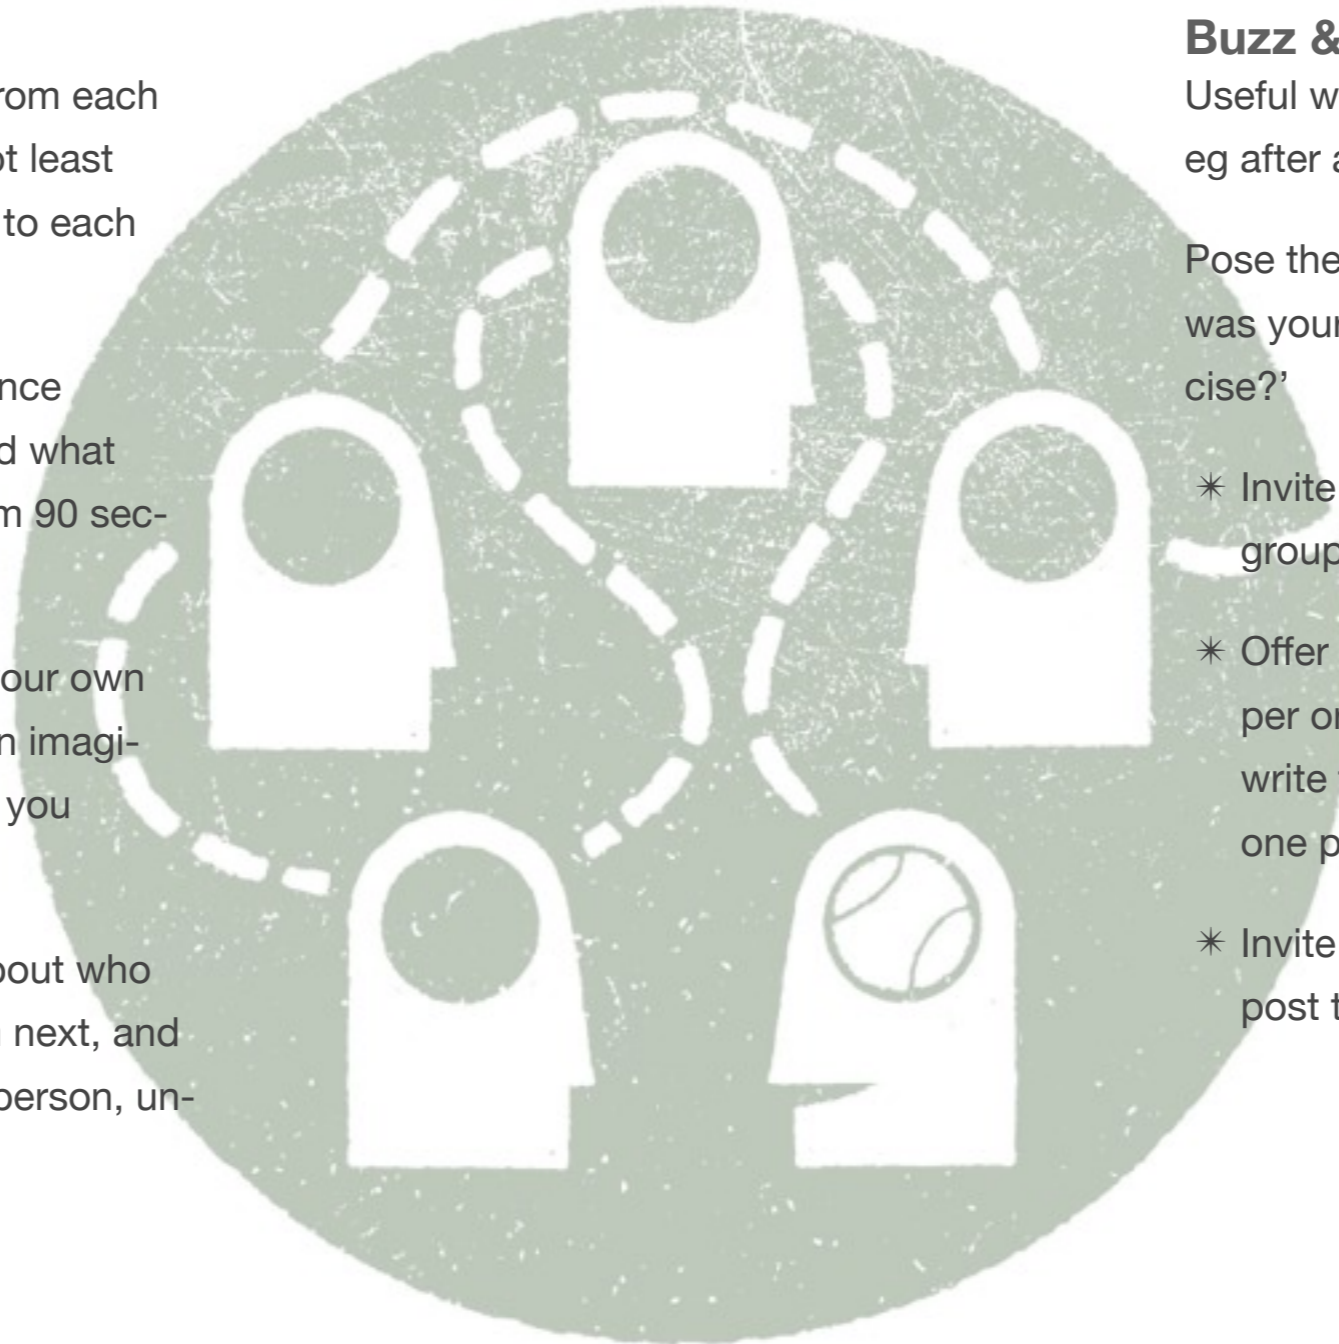 rom each
ot least
to each
nce
d what
m 90 sec-
our own
n imagi-
you
bout who
next, and
person, un-
Buzz &
Useful w
eg after a
Pose the
was your
cise?’
✴ Invite
group
✴ Offer
per or
write
one p
✴ Invite
post t